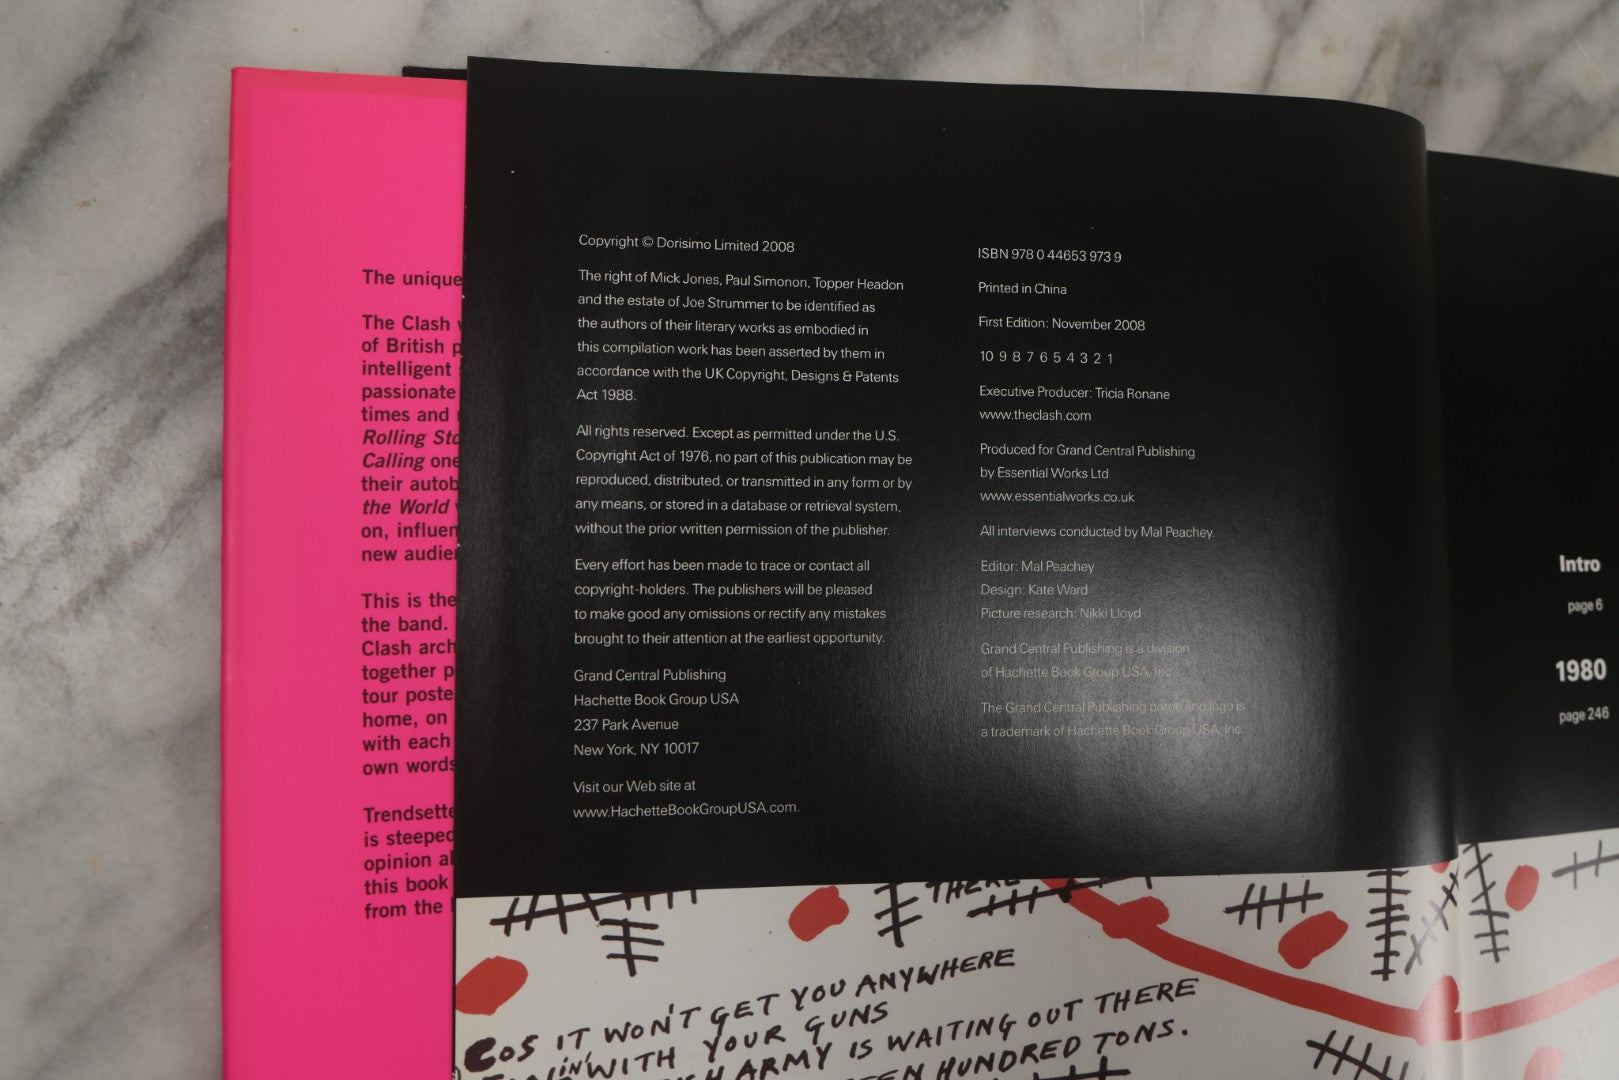 The unique
The Clash
of British
intelligent
passionate
times and
Rolling
Calling one
their
the World
on,
new
This is the
the band.
Clash
together
tour
home, on
with each
own words
is steeped
opinion
this book
from the
Copyright © Dorisimo Limited 2008
The right of Mick Jones, Paul Simonon, Topper Headon
and the estate of Joe Strummer to be identified as
the authors of their literary works as embodied in
this compilation work has been asserted by them in
accordance with the UK Copyright, Designs & Patents
Act 1988.
All rights reserved. Except as permitted under the U.S.
Copyright Act of 1976, no part of this publication may be
reproduced, distributed, or transmitted in any form or by
any means, or stored in a database or retrieval system,
without the prior written permission of the publisher.
Every effort has been made to trace or contact all
copyright-holders. The publishers will be pleased
to make good any omissions or rectify any mistakes
brought to their attention at the earliest opportunity.
Grand Central Publishing
Hachette Book Group USA
237 Park Avenue
New York, NY 10017
Visit our Web site at
www.HachetteBookGroupUSA.com.
ISBN 978 0 44653 973 9
Printed in China
First Edition: November 2008
10 9 8 7 6 5 4 3 2 1
Executive Producer: Tricia Ronane
www.theclash.com
Produced for Grand Central Publishing
by Essential Works Ltd
www.essentialworks.co.uk
All interviews conducted by Mal Peachey.
Editor: Mal Peachey
Design: Kate Ward
Picture research: Nikki Lloyd
Grand Central Publishing is a division
of Hachette Book Group USA, Inc.
The Grand Central Publishing name and logo is
a trademark of Hachette Book Group USA, Inc.
Intro
page 6
1980
page 246
THERE
COS IT WON'T GET YOU ANYWHERE
WITH YOUR GUNS
ARMY IS WAITING OUT THERE
HUNDRED TONS.